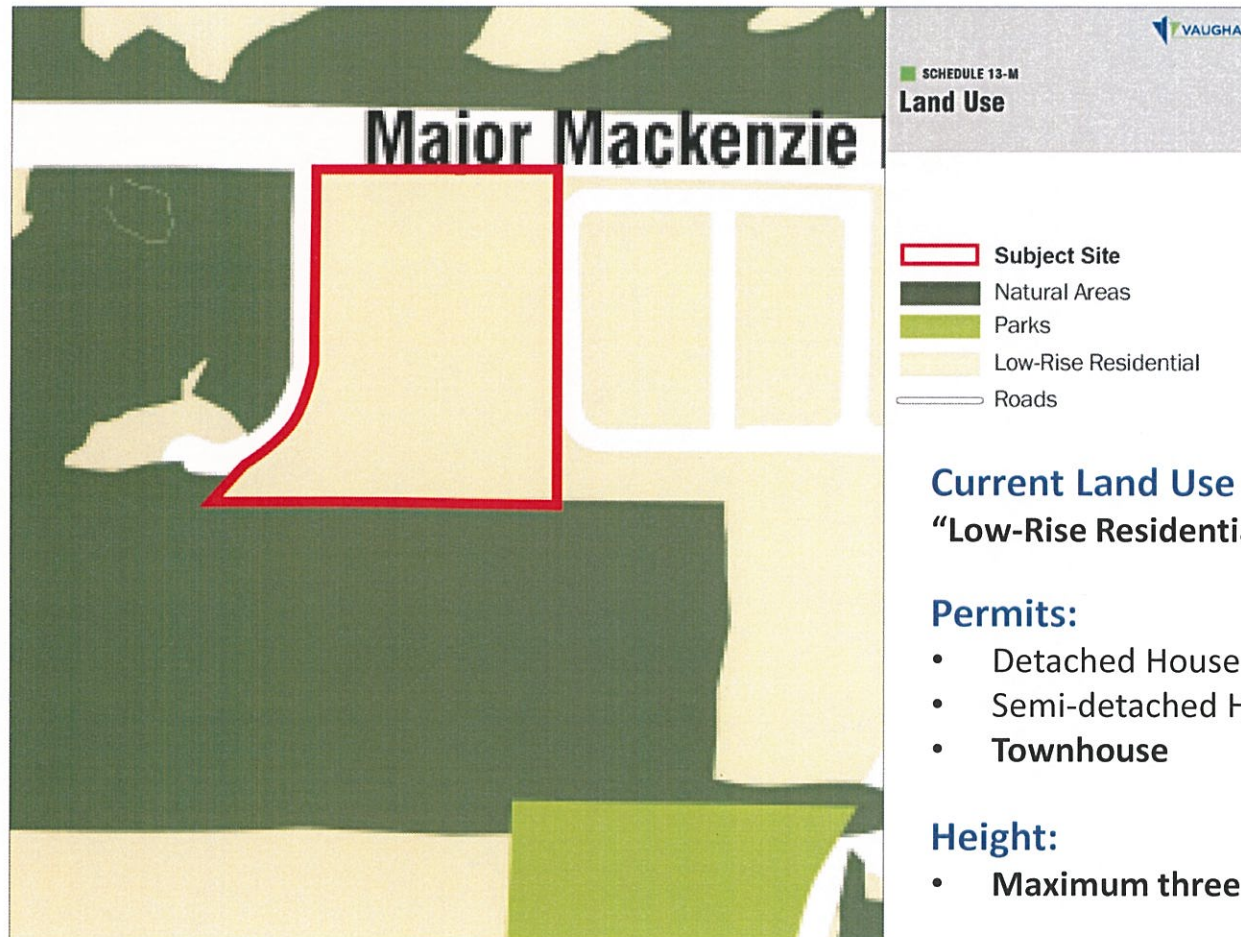 VAUGHA
SCHEDULE 13-M
Land Use
Major Mackenzie
Subject Site
Natural Areas
Parks
Low-Rise Residential
Roads
Current Land Use
“Low-Rise Residentia
Permits:
• Detached House
• Semi-detached H
• Townhouse
Height:
• Maximum three